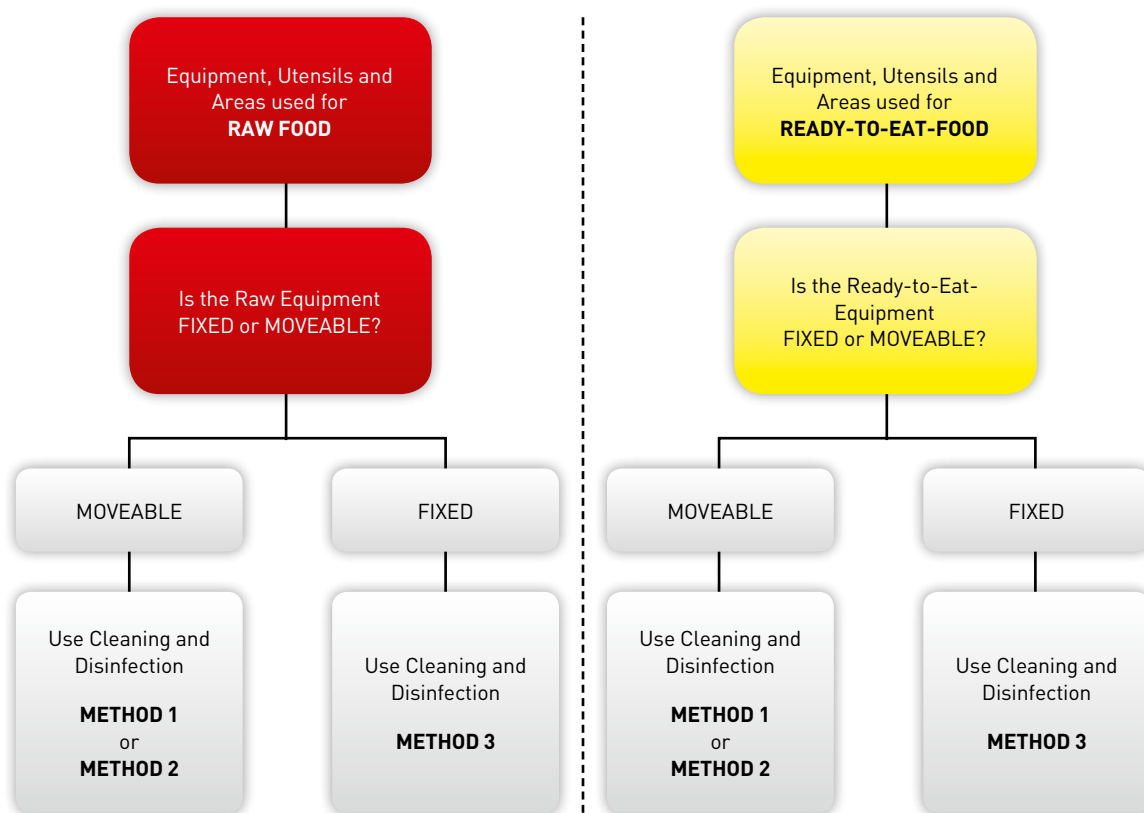 Equipment, Utensils and
Areas used for
RAW FOOD
Is the Raw Equipment
FIXED or MOVEABLE?
MOVEABLE
FIXED
Use Cleaning and
Disinfection
METHOD 1
or
METHOD 2
Use Cleaning and
Disinfection
METHOD 3
Equipment, Utensils and
Areas used for
READY-TO-EAT-FOOD
Is the Ready-to-Eat-
Equipment
FIXED or MOVEABLE?
MOVEABLE
FIXED
Use Cleaning and
Disinfection
METHOD 1
or
METHOD 2
Use Cleaning and
Disinfection
METHOD 3